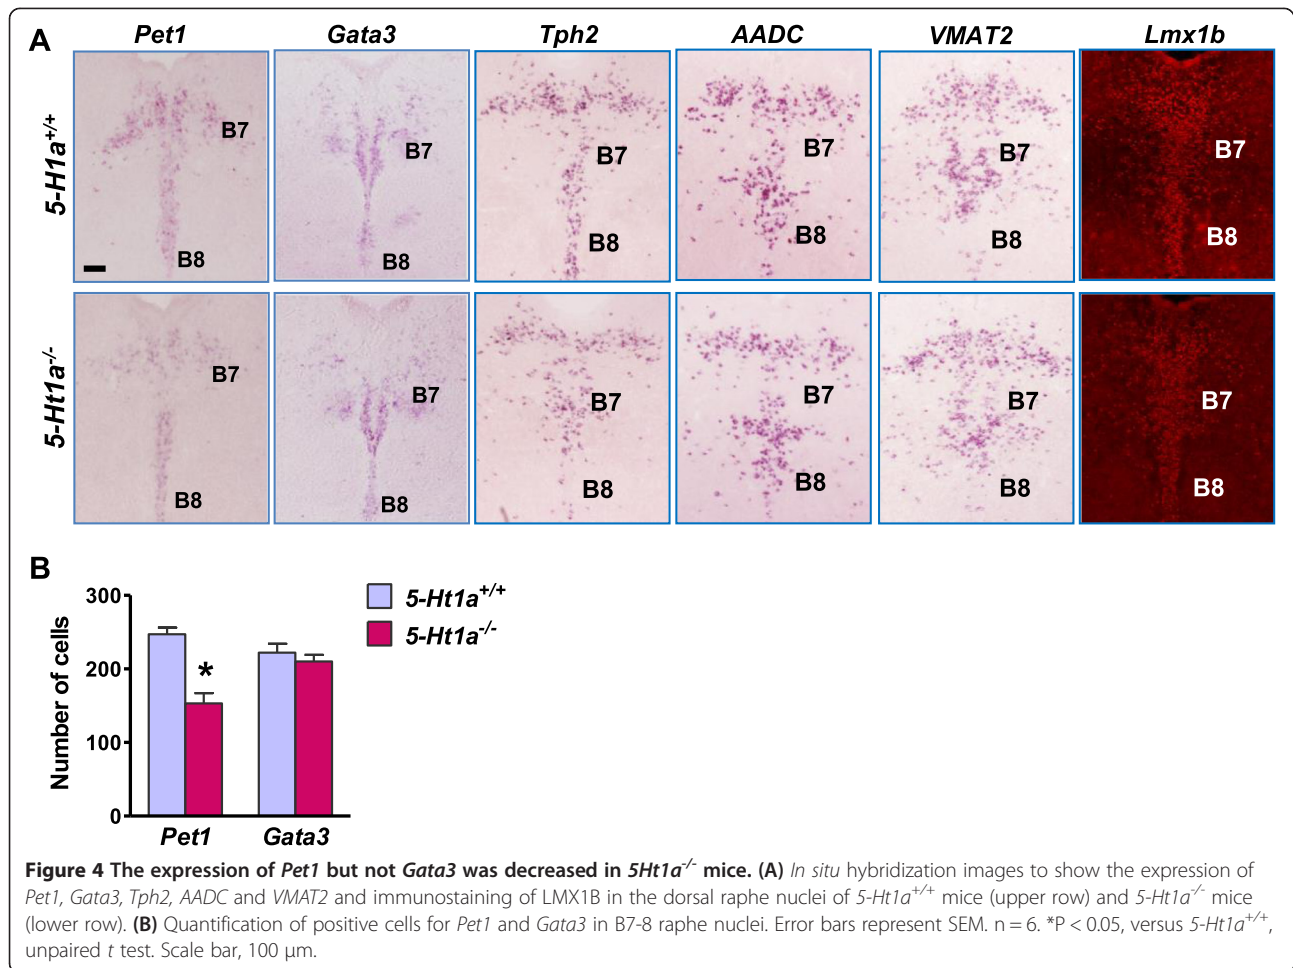 A
Pet1 Gata3 Tph2 AADC VMAT2 Lmx1b
5-H1a+/+
B7 B7 B7 B7 B7 B7
B8 B8 B8 B8 B8 B8
5-Ht1a-/-
B7 B7 B7 B7 B7 B7
B8 B8 B8 B8 B8 B8
B
300
200
100
0
Number of cells
*
Pet1 Gata3
5-Ht1a+/+
5-Ht1a-/-
Figure 4 The expression of Pet1 but not Gata3 was decreased in 5Ht1a-/- mice. (A) In situ hybridization images to show the expression of
Pet1, Gata3, Tph2, AADC and VMAT2 and immunostaining of LMX1B in the dorsal raphe nuclei of 5-Ht1a+/+ mice (upper row) and 5-Ht1a-/- mice
(lower row). (B) Quantification of positive cells for Pet1 and Gata3 in B7-8 raphe nuclei. Error bars represent SEM. n = 6. *P < 0.05, versus 5-Ht1a+/+,
unpaired t test. Scale bar, 100 μm.